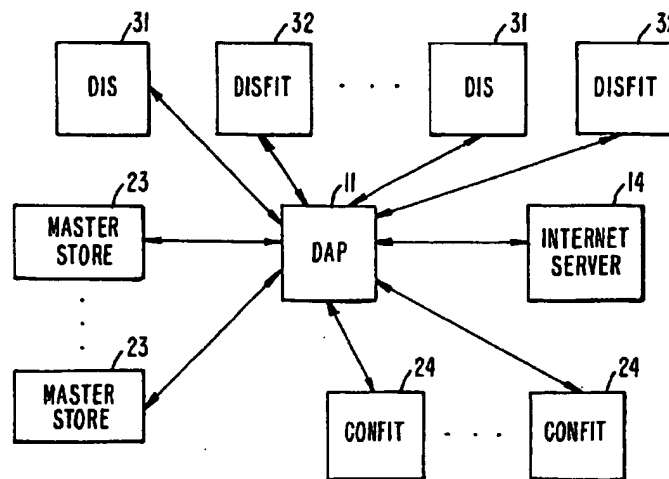 31
32
31
32
DIS
DISFIT
. . .
DIS
DISFIT
23
11
14
MASTER
STORE
DAP
INTERNET
SERVER
23
24
24
MASTER
STORE
CONFIT
. . .
CONFIT